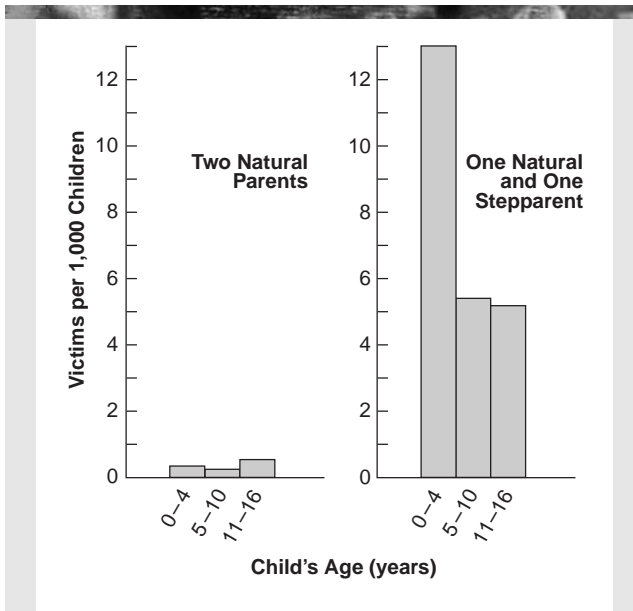 Victims per 1,000 Children
12
10
8
6
4
2
0
Two Natural
Parents
0–4
5–10
11–16
12
10
8
6
4
2
0
One Natural
and One
Stepparent
0–4
5–10
11–16
Child's Age (years)